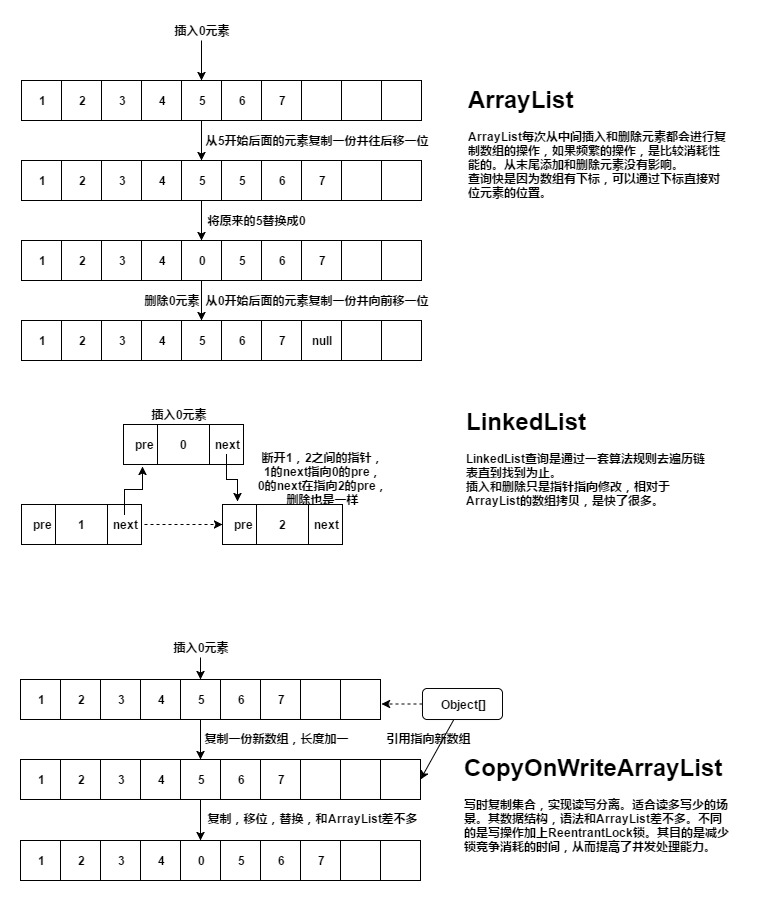 插入0元素
1 2 3 4 5 6 7
从5开始后面的元素复制一份并往后移一位
1 2 3 4 5 5 6 7
将原来的5替换成0
1 2 3 4 0 5 6 7
删除0元素 从0开始后面的元素复制一份并向前移一位
1 2 3 4 5 6 7 null
ArrayList
ArrayList每次从中间插入和删除元素都会进行复
制数组的操作，如果频繁的操作，是比较消耗性
能的。从末尾添加和删除元素没有影响。
查询快是因为数组有下标，可以通过下标直接对
位元素的位置。
插入0元素
pre 0 next
断开1，2之间的指针，
1的next指向0的pre，
0的next在指向2的pre，
删除也是一样
pre 1 next
pre 2 next
LinkedList
LinkedList查询是通过一套算法规则去遍历链
表直到找到为止。
插入和删除只是指针指向修改，相对于
ArrayList的数组拷贝，是快了很多。
插入0元素
1 2 3 4 5 6 7
Object[]
复制一份新数组，长度加一
引用指向新数组
1 2 3 4 5 6 7
复制，移位，替换，和ArrayList差不多
1 2 3 4 0 5 6 7
CopyOnWriteArrayList
写时复制集合，实现读写分离。适合读多写少的场
景。其数据结构，语法和ArrayList差不多。不同
的是写操作加上ReentrantLock锁。其目的是减少
锁竞争消耗的时间，从而提高了并发处理能力。